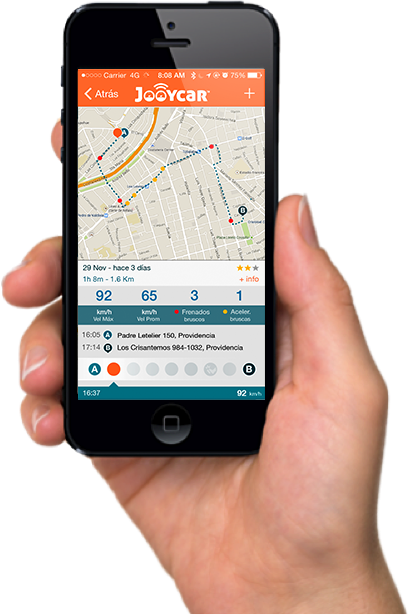 Carrier 4G 8:08 AM 75%
Atrás JOOYCAR +
A
B
29 Nov - hace 3 días
1h 8m - 1.6 Km + info
92 65 3 1
km/h km/h Frenados Aceler.
Vel Máx Vel Prom bruscos bruscas
16:05 A Padre Letelier 150, Providencia
17:14 B Los Crisantemos 984-1032, Providencia
A B
16:37 92 km/h